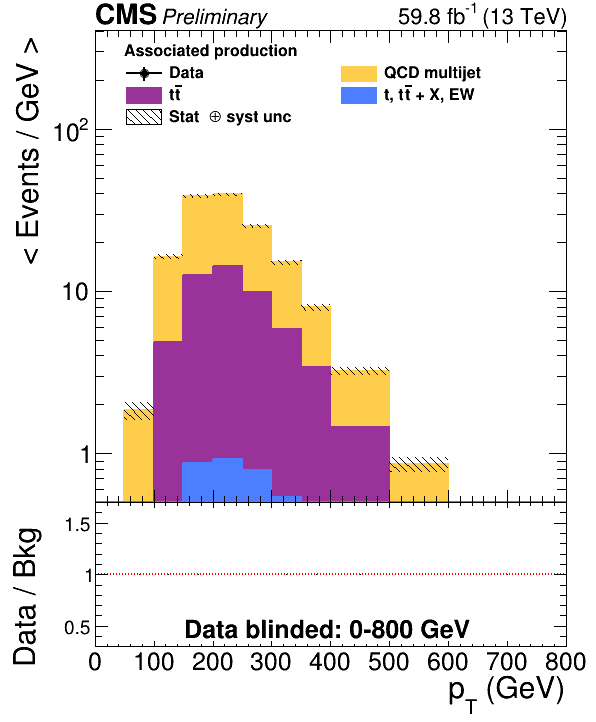 CMS Preliminary 59.8 fb⁻¹ (13 TeV)
< Events / GeV >
Associated production
Data
QCD multijet
tt̄
t, tt̄ + X, EW
Stat ⊕ syst unc
10²
10
1
Data / Bkg
1.5
1
0.5
Data blinded: 0-800 GeV
0 100 200 300 400 500 600 700 800
p_T (GeV)